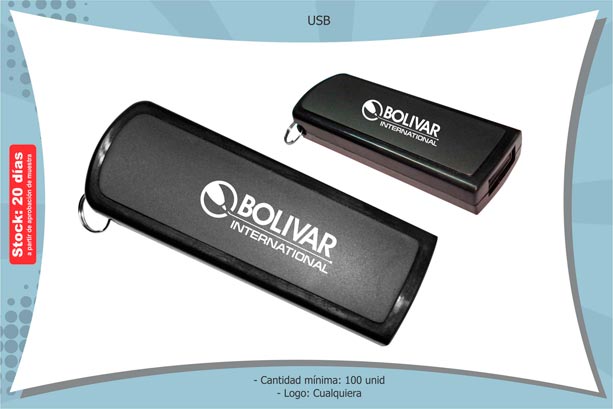 USB
BOLIVAR
INTERNATIONAL
BOLIVAR
INTERNATIONAL
Stock: 20 días
a partir de aprobación de muestra
- Cantidad mínima: 100 unid
- Logo: Cualquiera